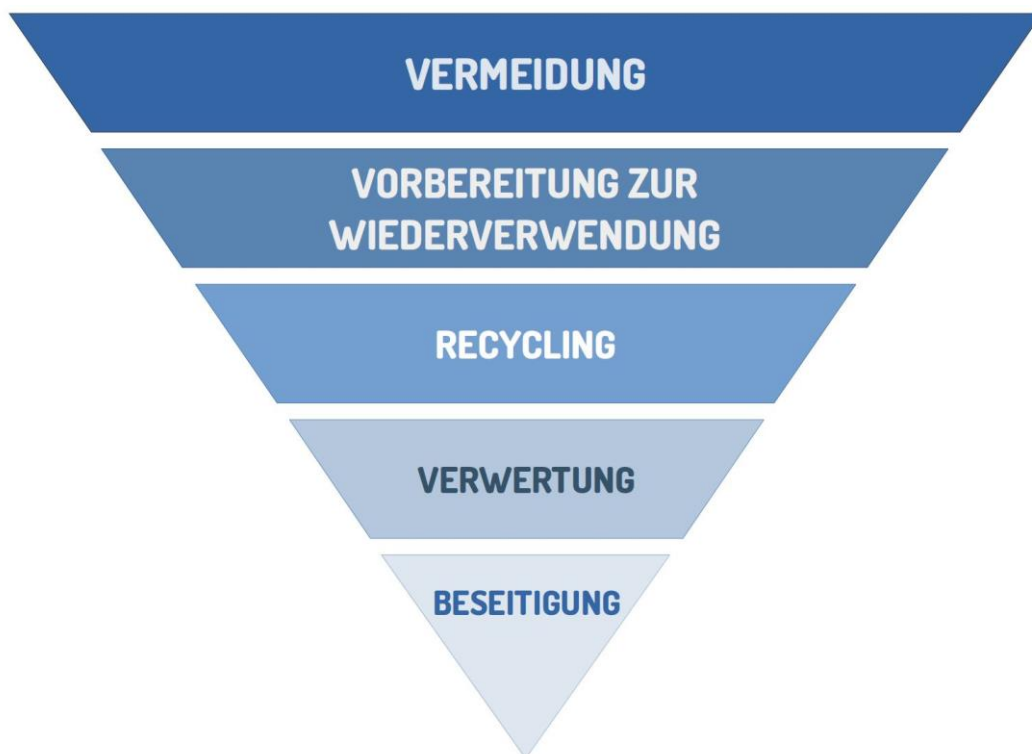 VERMEIDUNG
VORBEREITUNG ZUR
WIEDERVERWENDUNG
RECYCLING
VERWERTUNG
BESEITIGUNG